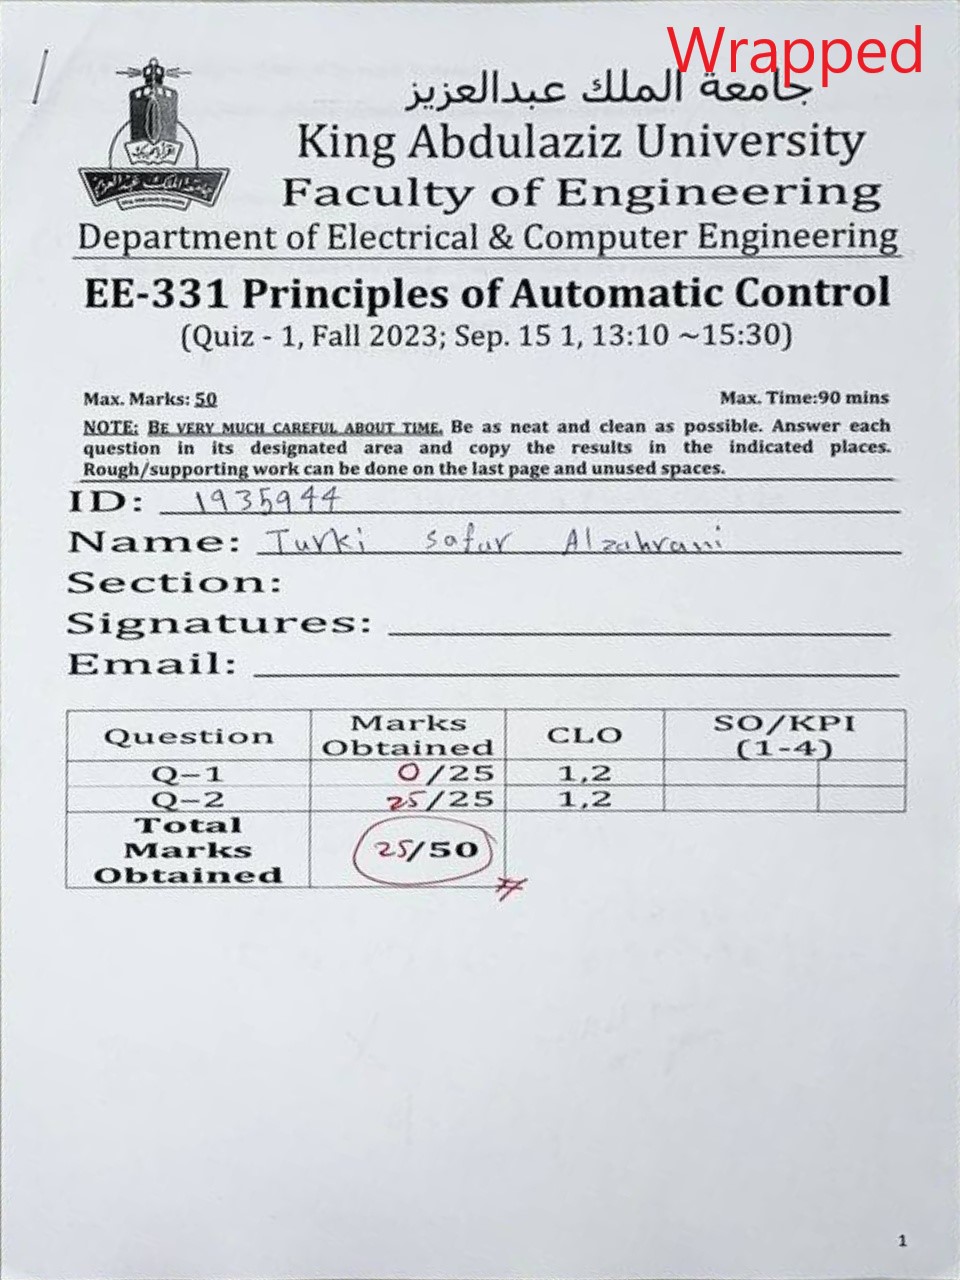 Wrapped
جامعة الملك عبدالعزيز
King Abdulaziz University
Faculty of Engineering
Department of Electrical & Computer Engineering
EE-331 Principles of Automatic Control
(Quiz - 1, Fall 2023; Sep. 15 1, 13:10 ~15:30)
Max. Marks: 50 Max. Time:90 mins
NOTE: BE VERY MUCH CAREFUL ABOUT TIME. Be as neat and clean as possible. Answer each
question in its designated area and copy the results in the indicated places.
Rough/supporting work can be done on the last page and unused spaces.
ID: 1935944
Name: Turki Safur Alzahrani
Section:
Signatures:
Email:
Question Marks Obtained CLO SO/KPI (1-4)
Q-1 0/25 1,2
Q-2 25/25 1,2
Total Marks Obtained 25/50
1